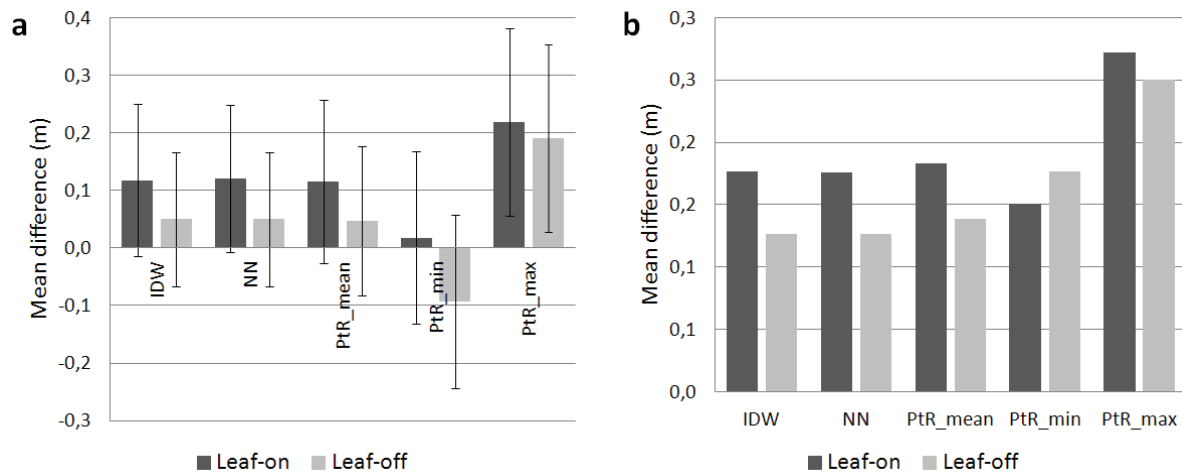 a
Mean difference (m)
0,4
0,3
0,2
0,1
0,0
-0,1
-0,2
-0,3
IDW
NN
PtR_mean
PtR_min
PtR_max
Leaf-on
Leaf-off
b
Mean difference (m)
0,3
0,3
0,2
0,2
0,1
0,1
0,0
IDW
NN
PtR_mean
PtR_min
PtR_max
Leaf-on
Leaf-off